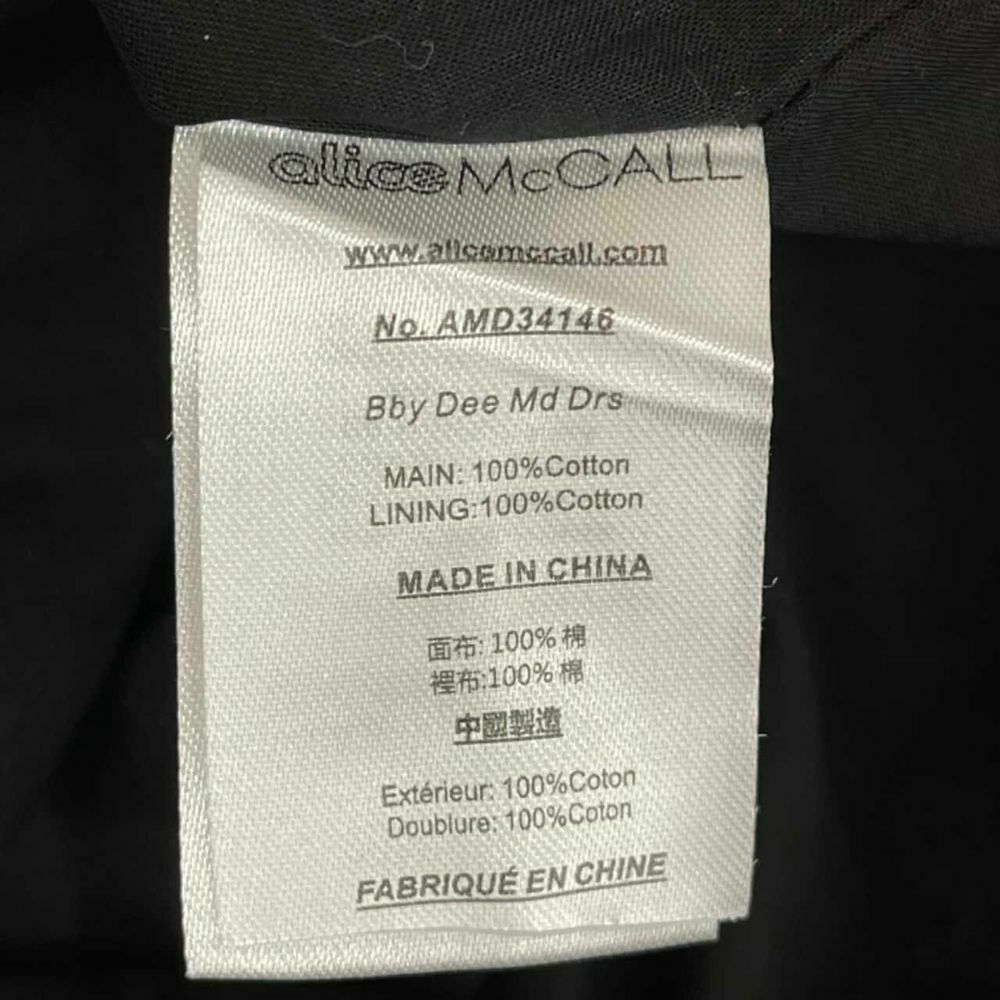 alice McCALL
www.alicemccall.com
No. AMD34146
Bby Dee Md Drs
MAIN: 100%Cotton
LINING:100%Cotton
MADE IN CHINA
面布: 100% 棉
裡布:100% 棉
中國製造
Extérieur: 100%Coton
Doublure: 100%Coton
FABRIQUÉ EN CHINE